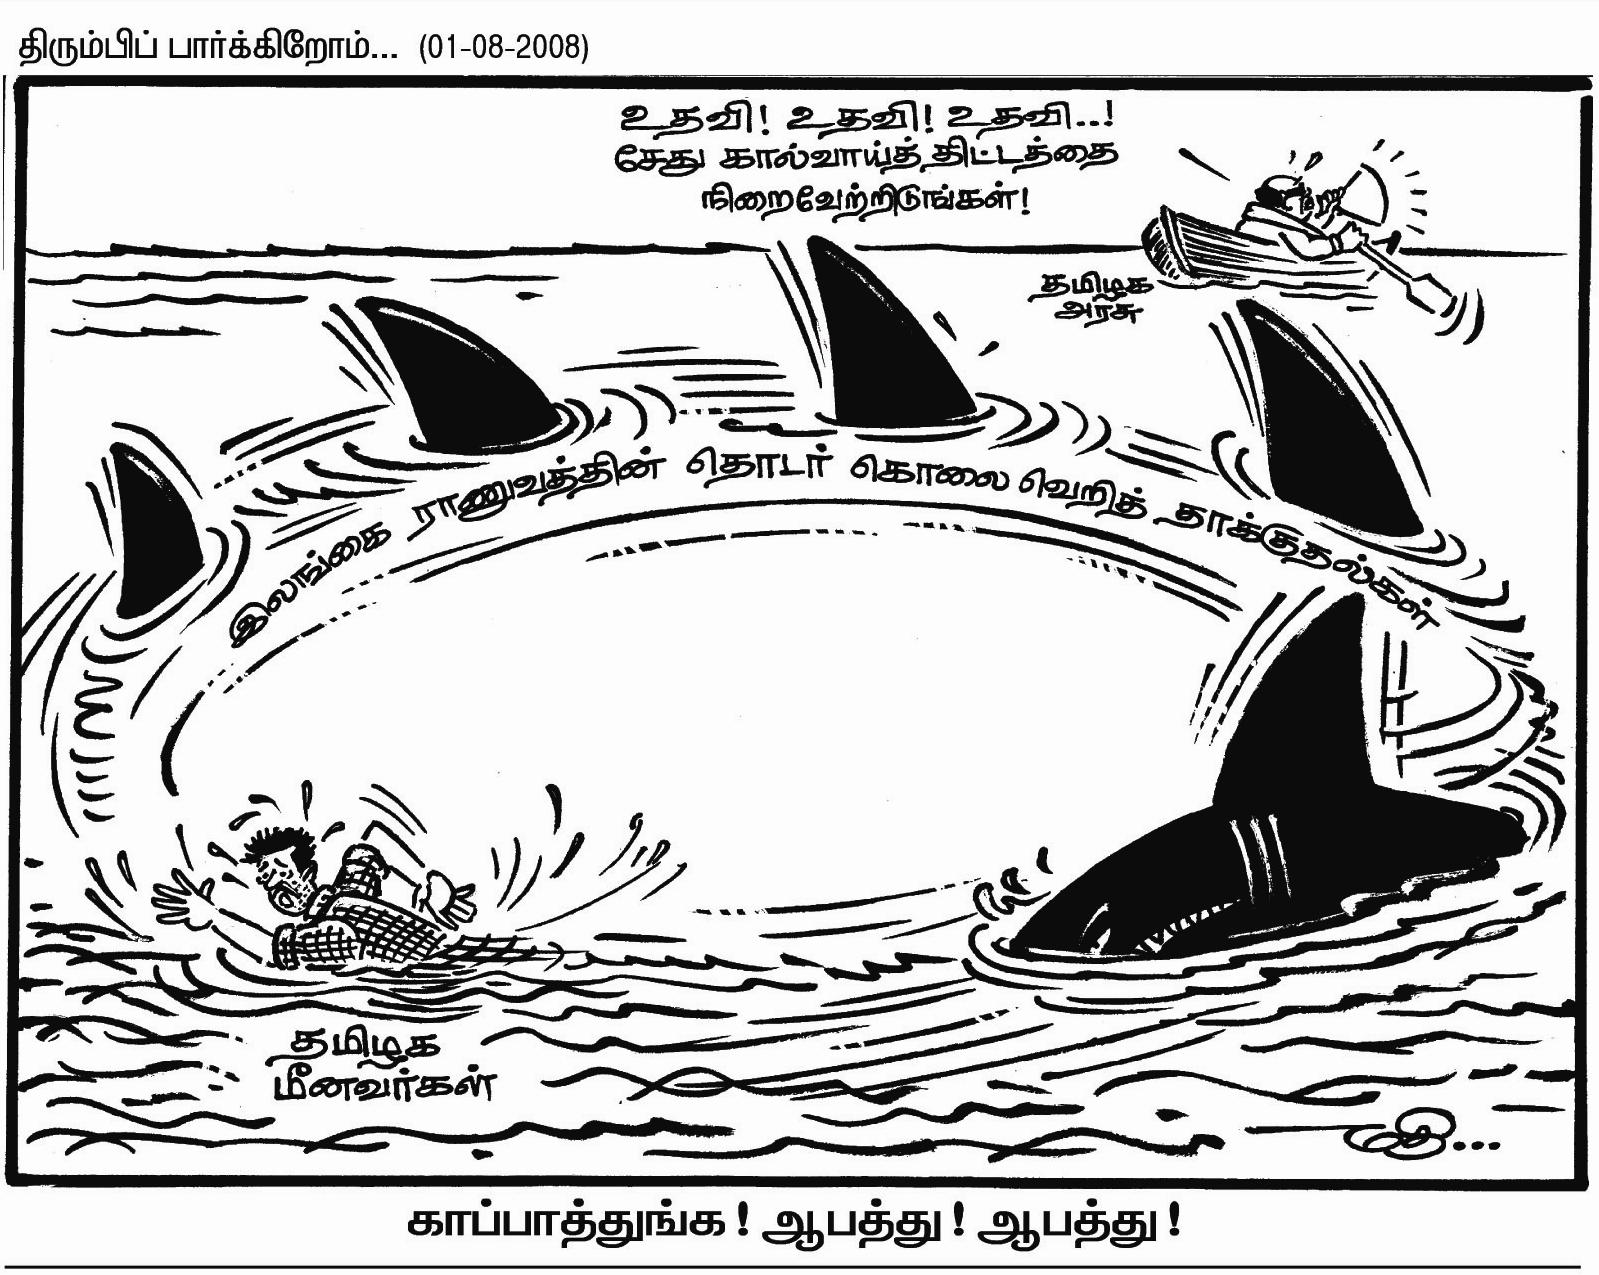 திரும்பிப் பார்க்கிறோம்... (01-08-2008)
உதவி! உதவி! உதவி..!
சேது கால்வாய்த் திட்டத்தை
நிறைவேற்றிடுங்கள்!
தமிழக
அரசு
இலங்கை ராணுவத்தின் தொடர் கொலை வெறித் தாக்குதல்கள்
தமிழக
மீனவர்கள்
மதி...
காப்பாத்துங்க ! ஆபத்து ! ஆபத்து !